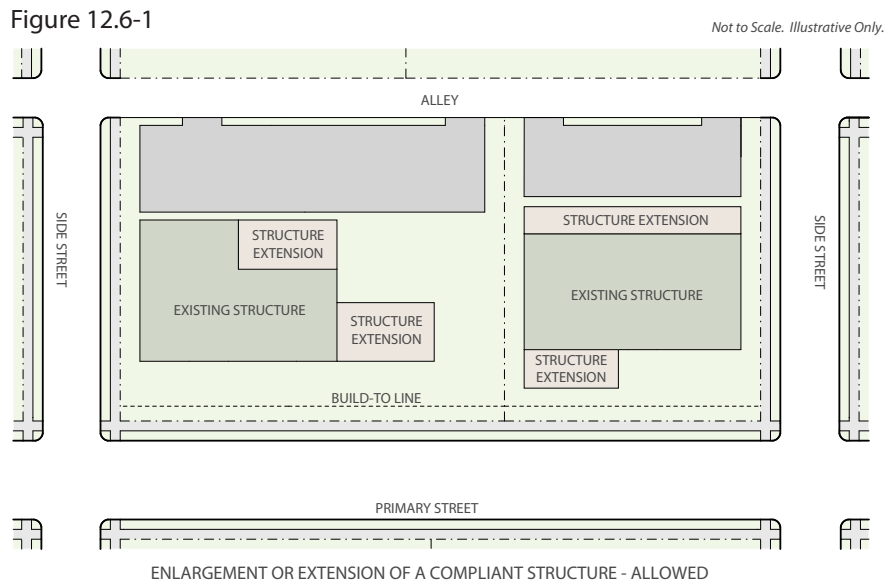 Figure 12.6-1
Not to Scale. Illustrative Only.
ALLEY
SIDE STREET
STRUCTURE
EXTENSION
EXISTING STRUCTURE
STRUCTURE
EXTENSION
STRUCTURE EXTENSION
EXISTING STRUCTURE
STRUCTURE
EXTENSION
SIDE STREET
BUILD-TO LINE
PRIMARY STREET
ENLARGEMENT OR EXTENSION OF A COMPLIANT STRUCTURE - ALLOWED